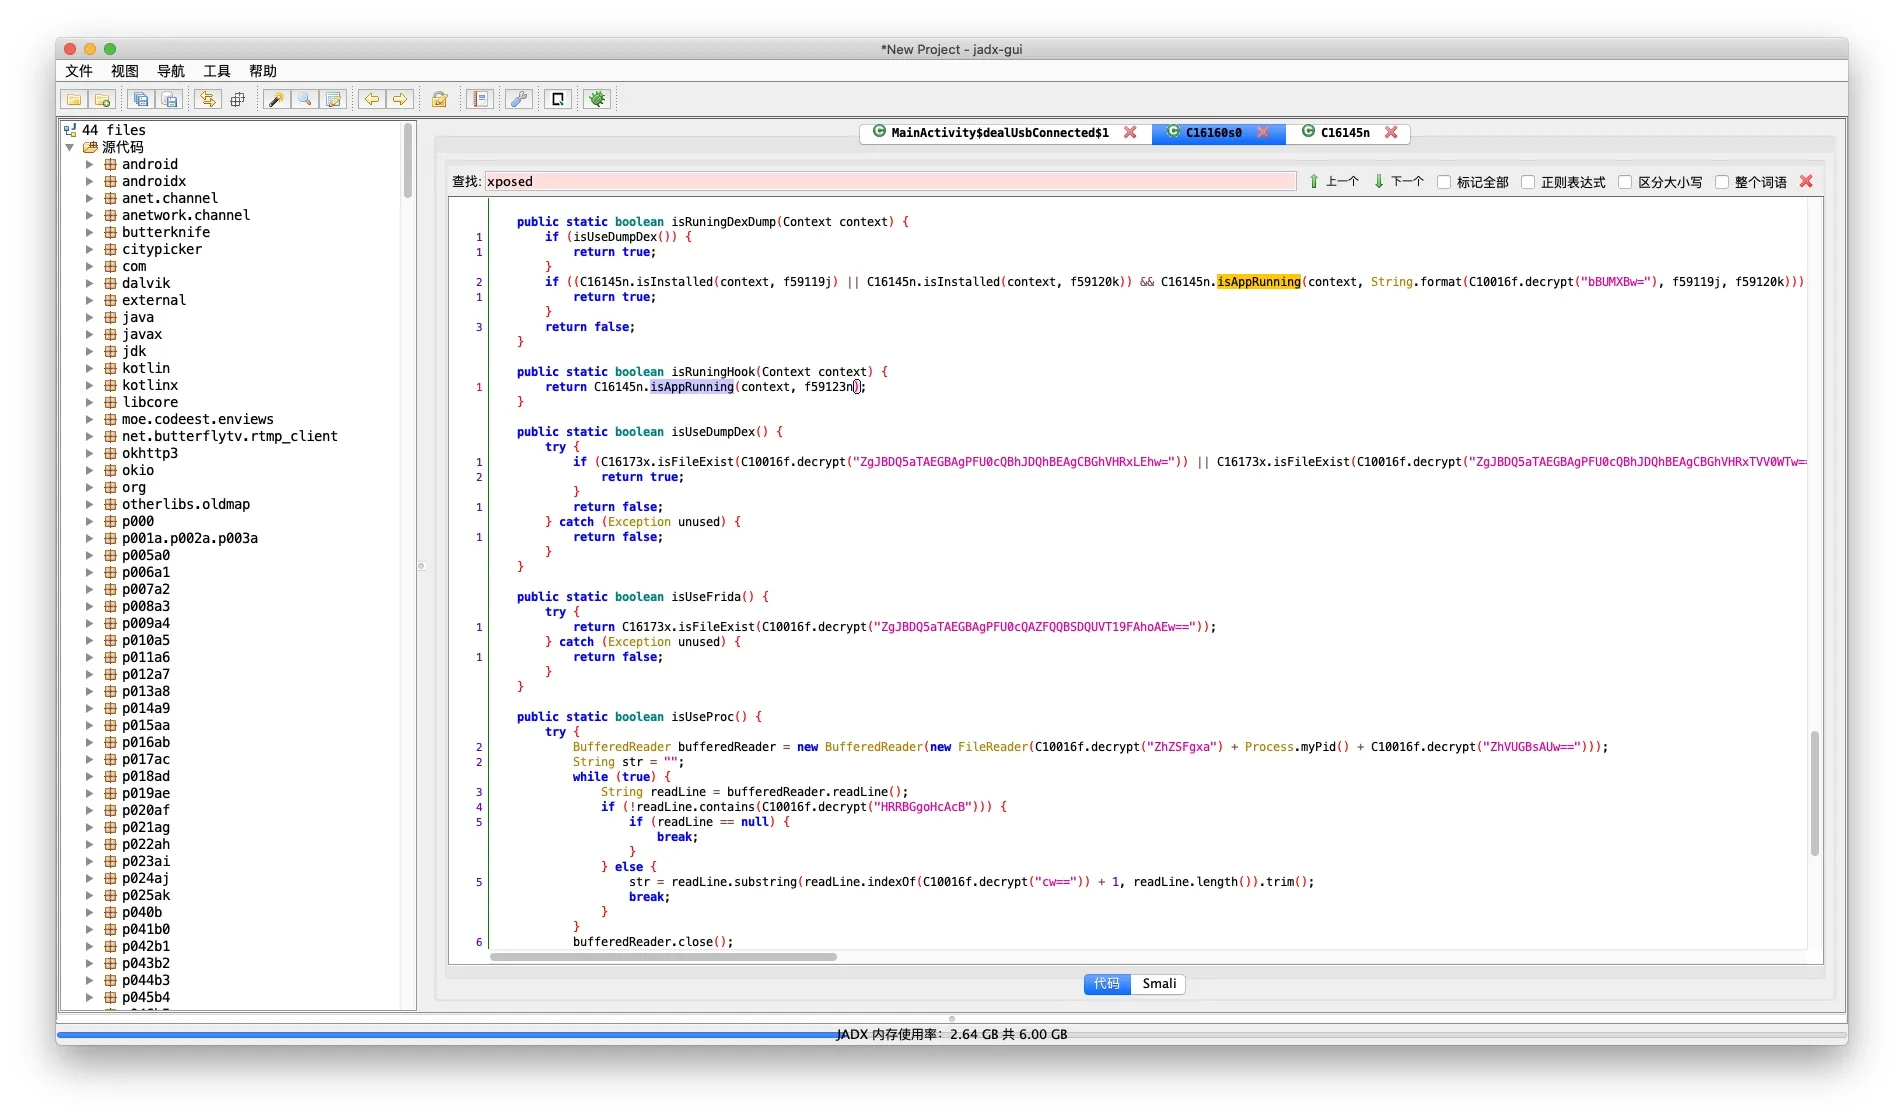 *New Project - jadx-gui
文件 视图 导航 工具 帮助
44 files
源代码
android
androidx
anet.channel
anetwork.channel
butterknife
citypicker
com
dalvik
external
java
javax
jdk
kotlin
kotlinx
libcore
moe.codeest.enviews
net.butterflytv.rtmp_client
okhttp3
okio
org
otherlibs.oldmap
p000
p001a.p002a.p003a
p005a0
p006a1
p007a2
p008a3
p009a4
p010a5
p011a6
p012a7
p013a8
p014a9
p015aa
p016ab
p017ac
p018ad
p019ae
p020af
p021ag
p022ah
p023ai
p024aj
p025ak
p040b
p041b0
p042b1
p043b2
p044b3
p045b4
MainActivity$dealUsbConnected$1 C16160s0 C16145n
查找: xposed 上一个 下一个 标记全部 正则表达式 区分大小写 整个词语
public static boolean isRuningDexDump(Context context) {
1 if (isUseDumpDex()) {
1 return true;
}
2 if ((C16145n.isInstalled(context, f59119j) || C16145n.isInstalled(context, f59120k)) && C16145n.isAppRunning(context, String.format(C10016f.decrypt("bBUMXBw="), f59119j, f59120k)))
1 return true;
}
3 return false;
}
public static boolean isRuningHook(Context context) {
1 return C16145n.isAppRunning(context, f59123n);
}
public static boolean isUseDumpDex() {
try {
1 if (C16173x.isFileExist(C10016f.decrypt("ZgJBDQ5aTAEGBAgPFU0cQBhJDQhBEAgCBGhVHRxLEhw=")) || C16173x.isFileExist(C10016f.decrypt("ZgJBDQ5aTAEGBAgPFU0cQBhJDQhBEAgCBGhVHRxTVV0WTw=
2 return true;
}
1 return false;
} catch (Exception unused) {
1 return false;
}
}
public static boolean isUseFrida() {
try {
1 return C16173x.isFileExist(C10016f.decrypt("ZgJBDQ5aTAEGBAgPFU0cQAZFQQBSDQUVT19FAhoAEw=="));
} catch (Exception unused) {
1 return false;
}
}
public static boolean isUseProc() {
try {
2 BufferedReader bufferedReader = new BufferedReader(new FileReader(C10016f.decrypt("ZhZSFgxa") + Process.myPid() + C10016f.decrypt("ZhVUGBsAUw==")));
2 String str = "";
while (true) {
3 String readLine = bufferedReader.readLine();
4 if (!readLine.contains(C10016f.decrypt("HRRBGgoHcAcB"))) {
5 if (readLine == null) {
break;
}
} else {
5 str = readLine.substring(readLine.indexOf(C10016f.decrypt("cw==")) + 1, readLine.length()).trim();
break;
}
}
6 bufferedReader.close();
代码 Smali
JADX 内存使用率: 2.64 GB 共 6.00 GB